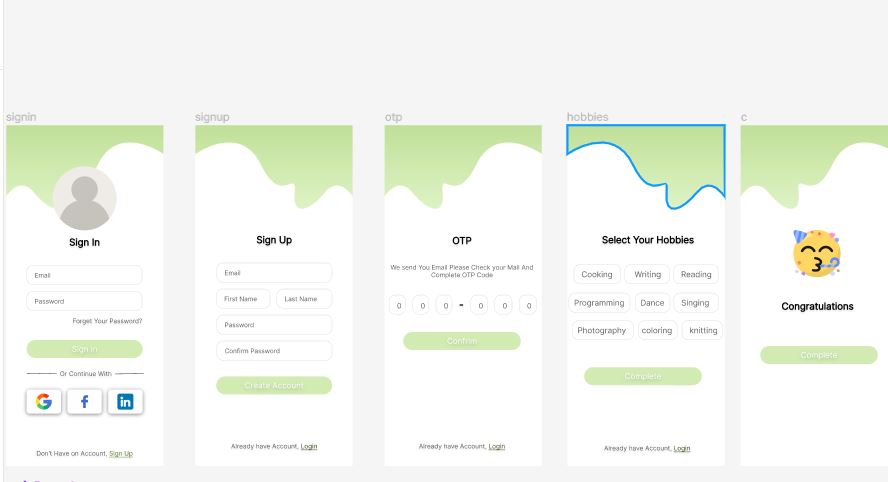 signin
Sign In
Email
Password
Forget Your Password?
Sign In
Or Continue With
G
f
in
Don't Have on Account, Sign Up
signup
Sign Up
Email
First Name Last Name
Password
Confirm Password
Create Account
Already have Account, Login
otp
OTP
We send You Email Please Check your Mail And
Complete OTP Code
0 0 0 - 0 0 0
Confrim
Already have Account, Login
hobbies
Select Your Hobbies
Cooking Writing Reading
Programming Dance Singing
Photography coloring knitting
Complete
Already have Account, Login
c
Congratulations
Complete